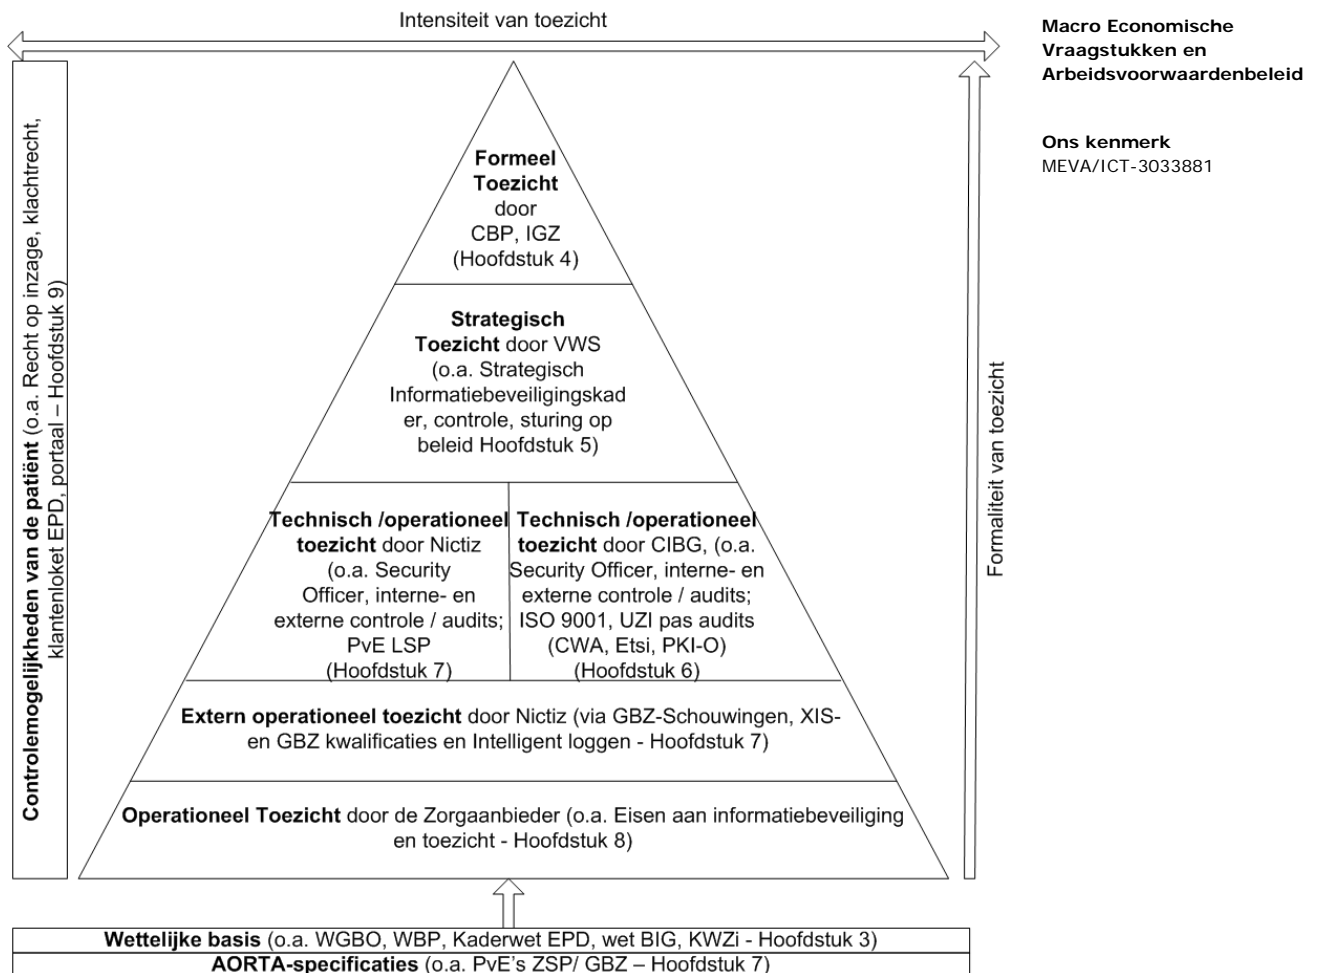 Intensiteit van toezicht
Macro Economische
Vraagstukken en
Arbeidsvoorwaardenbeleid
Ons kenmerk
MEVA/ICT-3033881
Controlemogelijkheden van de patiënt (o.a. Recht op inzage, klachtrecht,
klantenloket EPD, portaal – Hoofdstuk 9)
Formeel
Toezicht
door
CBP, IGZ
(Hoofdstuk 4)
Strategisch
Toezicht door VWS
(o.a. Strategisch
Informatiebeveiligingskad
er, controle, sturing op
beleid Hoofdstuk 5)
Technisch /operationeel
toezicht door Nictiz
(o.a. Security
Officer, interne- en
externe controle / audits;
PvE LSP
(Hoofdstuk 7)
Technisch /operationeel
toezicht door CIBG, (o.a.
Security Officer, interne- en
externe controle / audits;
ISO 9001, UZI pas audits
(CWA, Etsi, PKI-O)
(Hoofdstuk 6)
Extern operationeel toezicht door Nictiz (via GBZ-Schouwingen, XIS-
en GBZ kwalificaties en Intelligent loggen - Hoofdstuk 7)
Operationeel Toezicht door de Zorgaanbieder (o.a. Eisen aan informatiebeveiliging
en toezicht - Hoofdstuk 8)
Formaliteit van toezicht
Wettelijke basis (o.a. WGBO, WBP, Kaderwet EPD, wet BIG, KWZi - Hoofdstuk 3)
AORTA-specificaties (o.a. PvE's ZSP/ GBZ – Hoofdstuk 7)